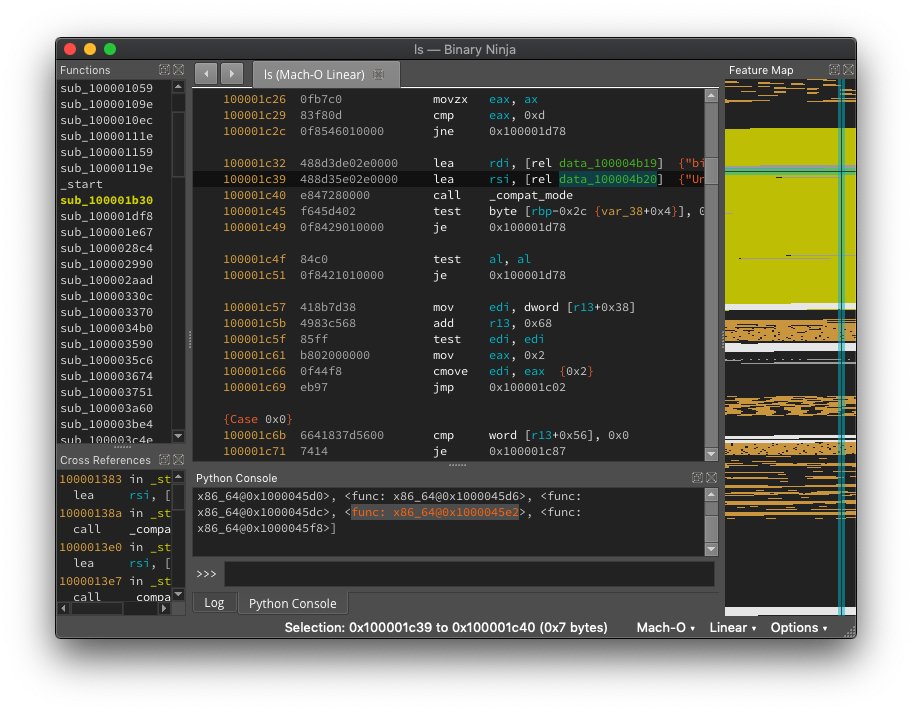 ls — Binary Ninja
Functions
sub_100001059
sub_10000109e
sub_1000010ec
sub_10000111e
sub_100001159
sub_10000119e
_start
sub_100001b30
sub_100001df8
sub_100001e67
sub_1000028c4
sub_100002990
sub_100002aad
sub_10000330c
sub_100003370
sub_1000034b0
sub_100003590
sub_1000035c6
sub_100003674
sub_100003751
sub_100003a60
sub_100003be4
sub_100003c4e
Cross References
100001383 in _st
lea rsi, [
10000138a in _st
call _compa
1000013e0 in _st
lea rsi, [
1000013e7 in _st
call _compa
ls (Mach-O Linear)
100001c26 0fb7c0 movzx eax, ax
100001c29 83f80d cmp eax, 0xd
100001c2c 0f8546010000 jne 0x100001d78
100001c32 488d3de02e0000 lea rdi, [rel data_100004b19] {"bi
100001c39 488d35e02e0000 lea rsi, [rel data_100004b20] {"Un
100001c40 e847280000 call _compat_mode
100001c45 f645d402 test byte [rbp-0x2c {var_38+0x4}], 0
100001c49 0f8429010000 je 0x100001d78
100001c4f 84c0 test al, al
100001c51 0f8421010000 je 0x100001d78
100001c57 418b7d38 mov edi, dword [r13+0x38]
100001c5b 4983c568 add r13, 0x68
100001c5f 85ff test edi, edi
100001c61 b802000000 mov eax, 0x2
100001c66 0f44f8 cmove edi, eax {0x2}
100001c69 eb97 jmp 0x100001c02
{Case 0x0}
100001c6b 6641837d5600 cmp word [r13+0x56], 0x0
100001c71 7414 je 0x100001c87
Python Console
x86_64@0x1000045d0>, <func: x86_64@0x1000045d6>, <func:
x86_64@0x1000045dc>, <func: x86_64@0x1000045e2>, <func:
x86_64@0x1000045f8>]
>>>
Log Python Console
Feature Map
Selection: 0x100001c39 to 0x100001c40 (0x7 bytes) Mach-O Linear Options